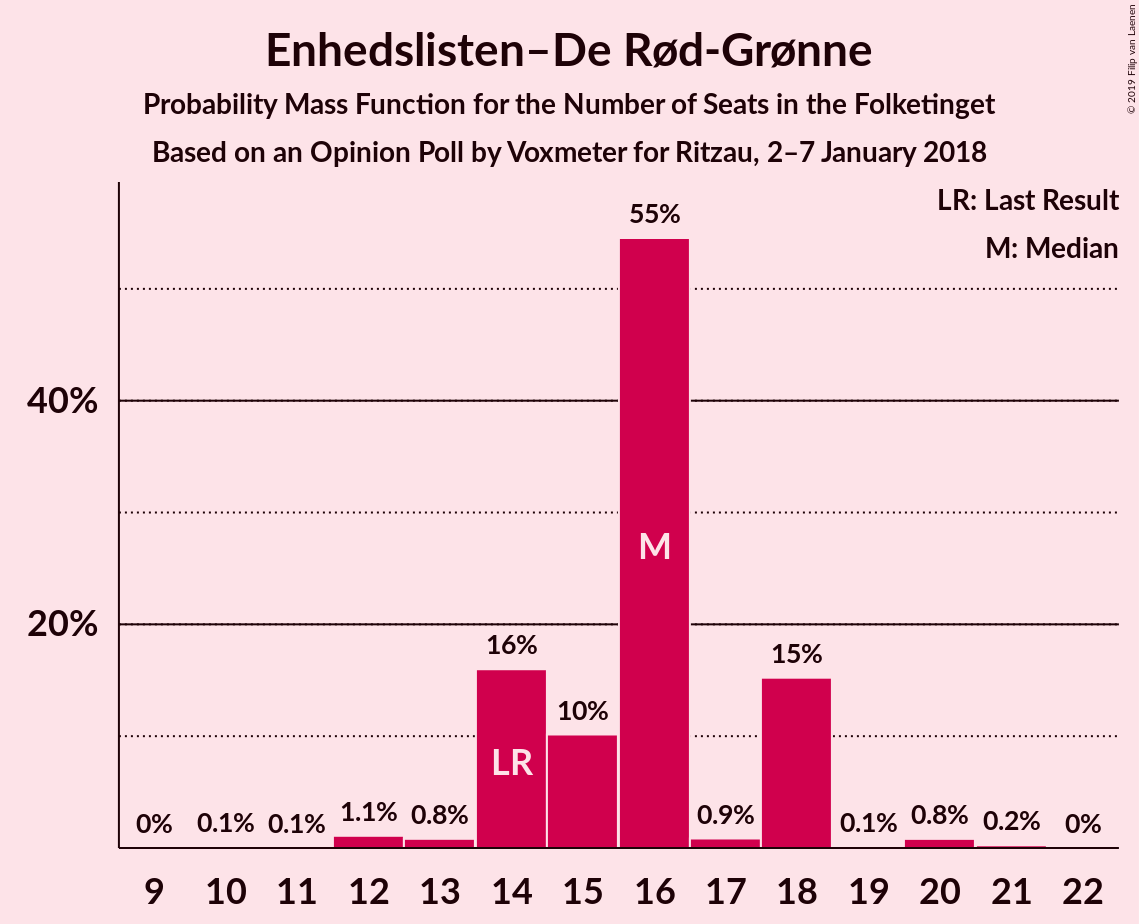 Enhedslisten–De Rød-Grønne
Probability Mass Function for the Number of Seats in the Folketinget
Based on an Opinion Poll by Voxmeter for Ritzau, 2–7 January 2018
© 2019 Filip van Laenen
LR: Last Result
M: Median
55%
40%
M
20%
16%
15%
10%
LR
0%
0.1%
0.1%
1.1%
0.8%
0.9%
0.1%
0.8%
0.2%
0%
9 10 11 12 13 14 15 16 17 18 19 20 21 22